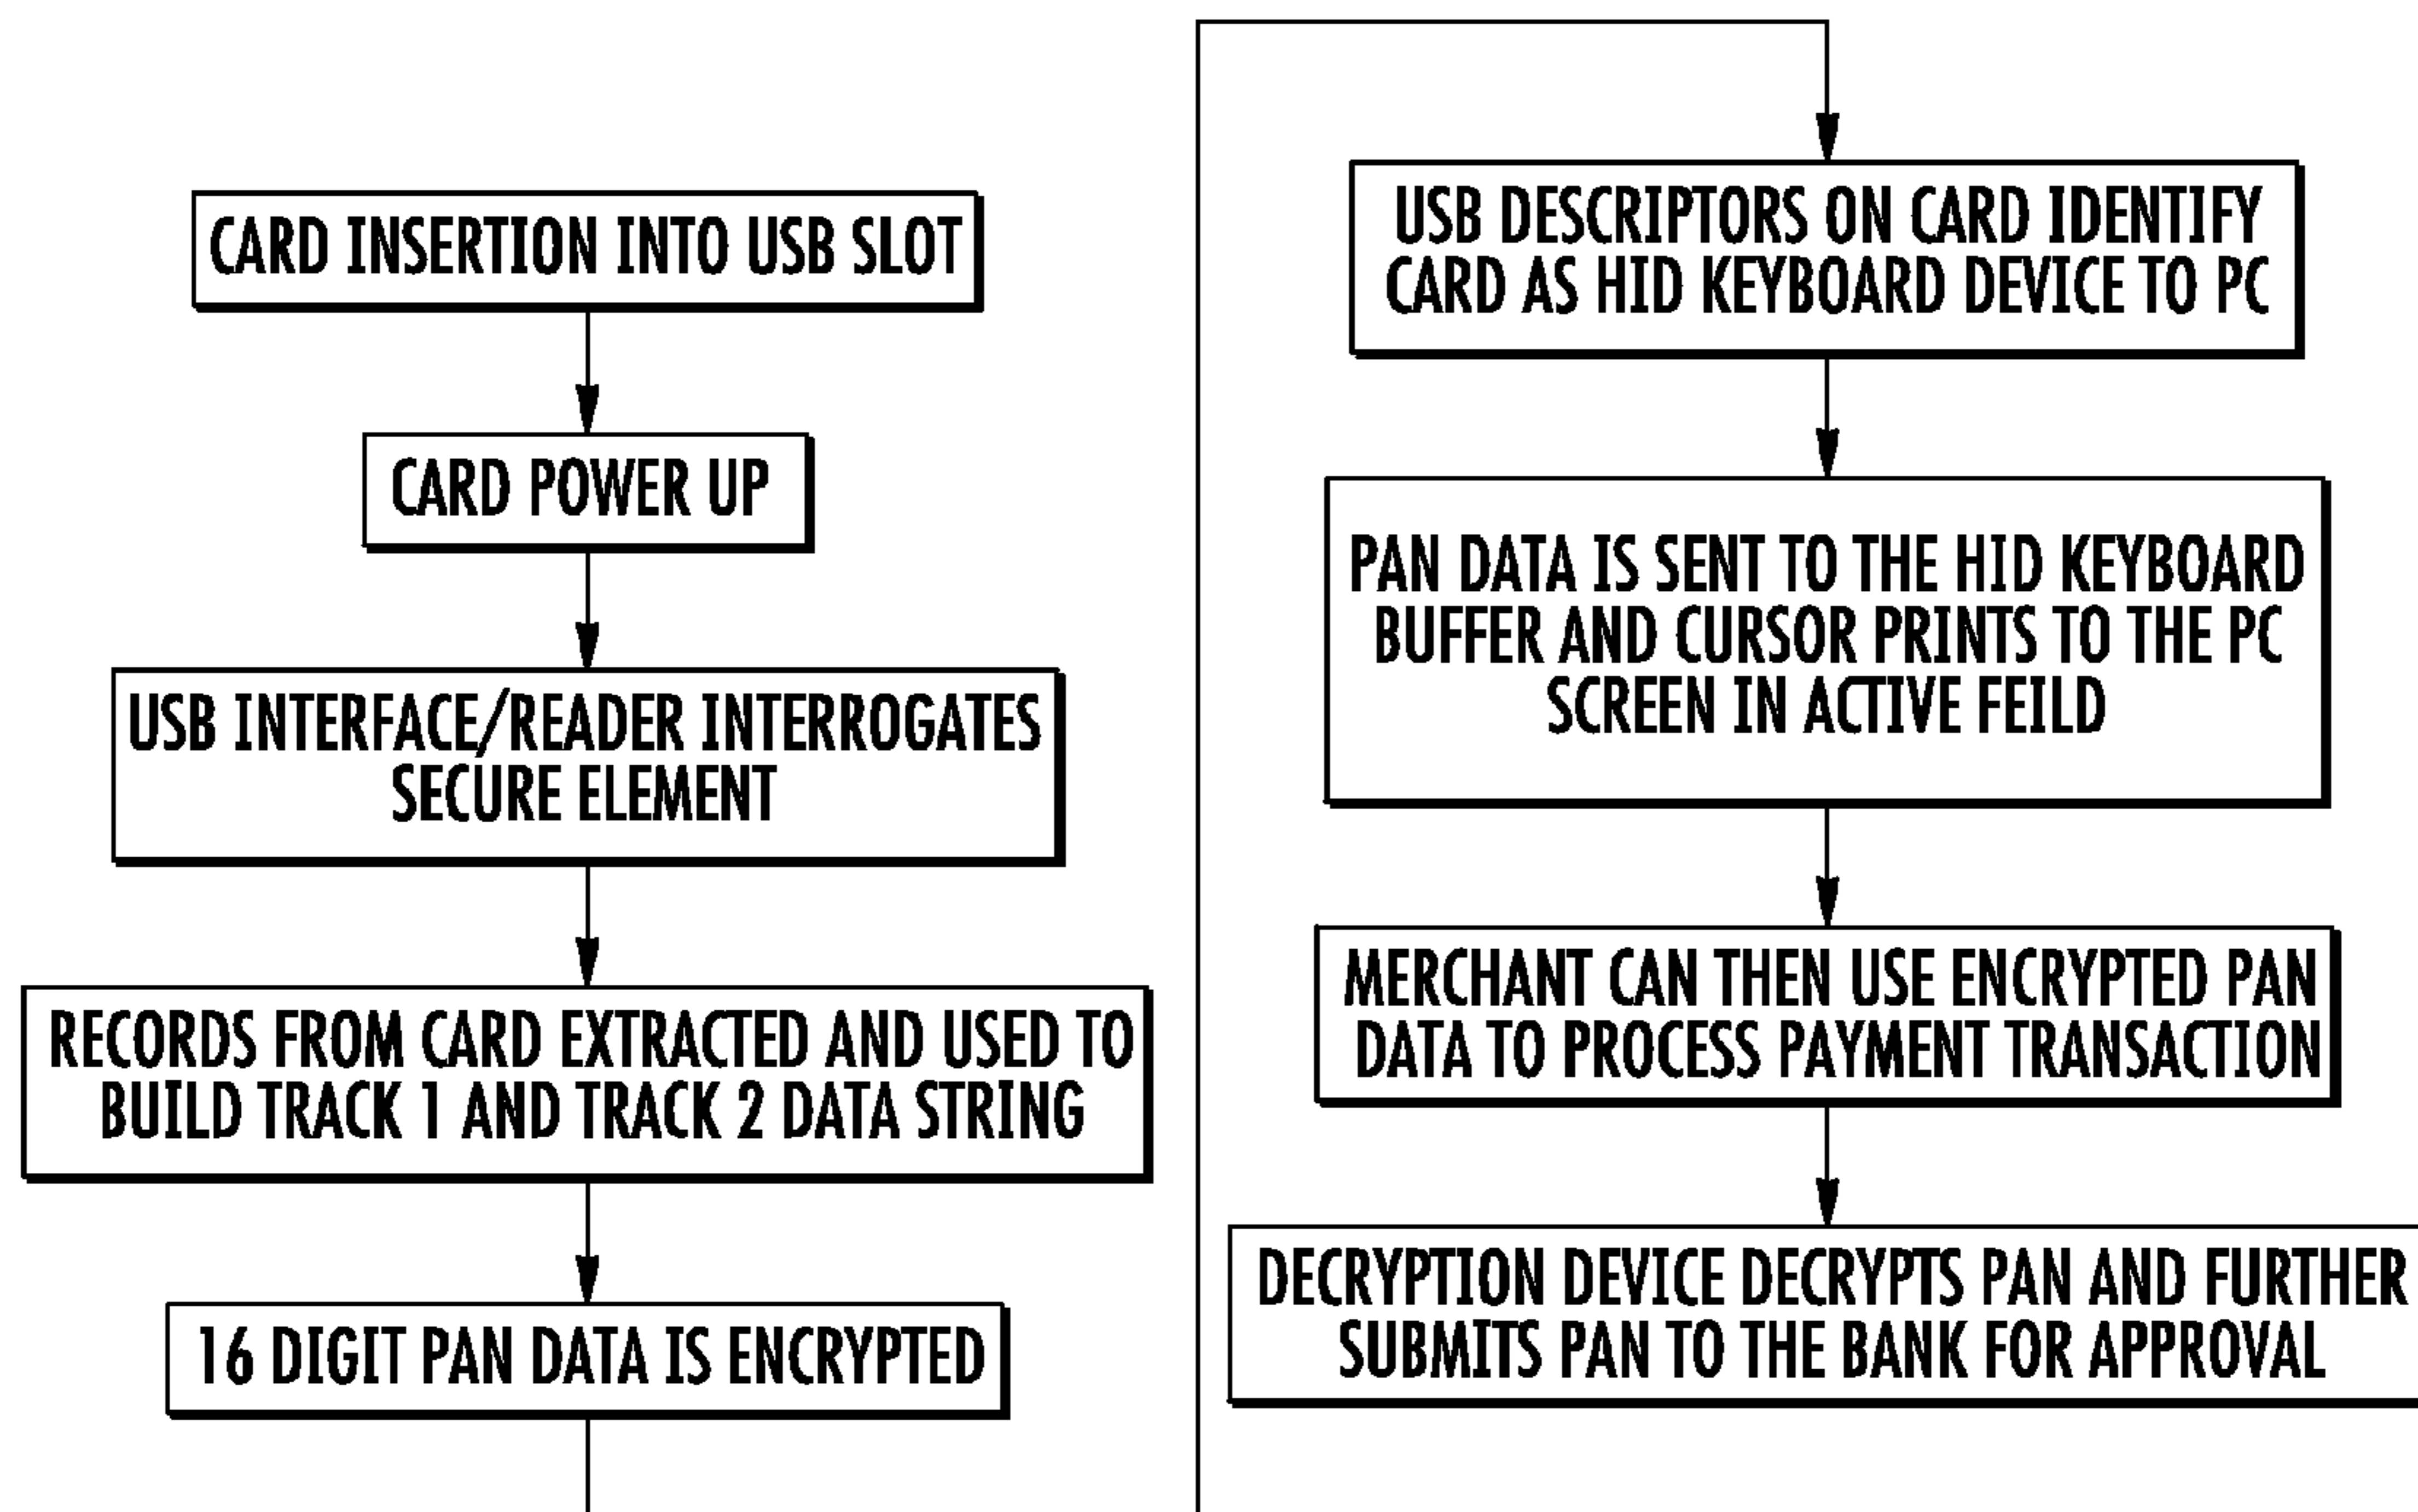 CARD INSERTION INTO USB SLOT
CARD POWER UP
USB INTERFACE/READER INTERROGATES
SECURE ELEMENT
RECORDS FROM CARD EXTRACTED AND USED TO
BUILD TRACK 1 AND TRACK 2 DATA STRING
16 DIGIT PAN DATA IS ENCRYPTED
USB DESCRIPTORS ON CARD IDENTIFY
CARD AS HID KEYBOARD DEVICE TO PC
PAN DATA IS SENT TO THE HID KEYBOARD
BUFFER AND CURSOR PRINTS TO THE PC
SCREEN IN ACTIVE FEILD
MERCHANT CAN THEN USE ENCRYPTED PAN
DATA TO PROCESS PAYMENT TRANSACTION
DECRYPTION DEVICE DECRYPTS PAN AND FURTHER
SUBMITS PAN TO THE BANK FOR APPROVAL